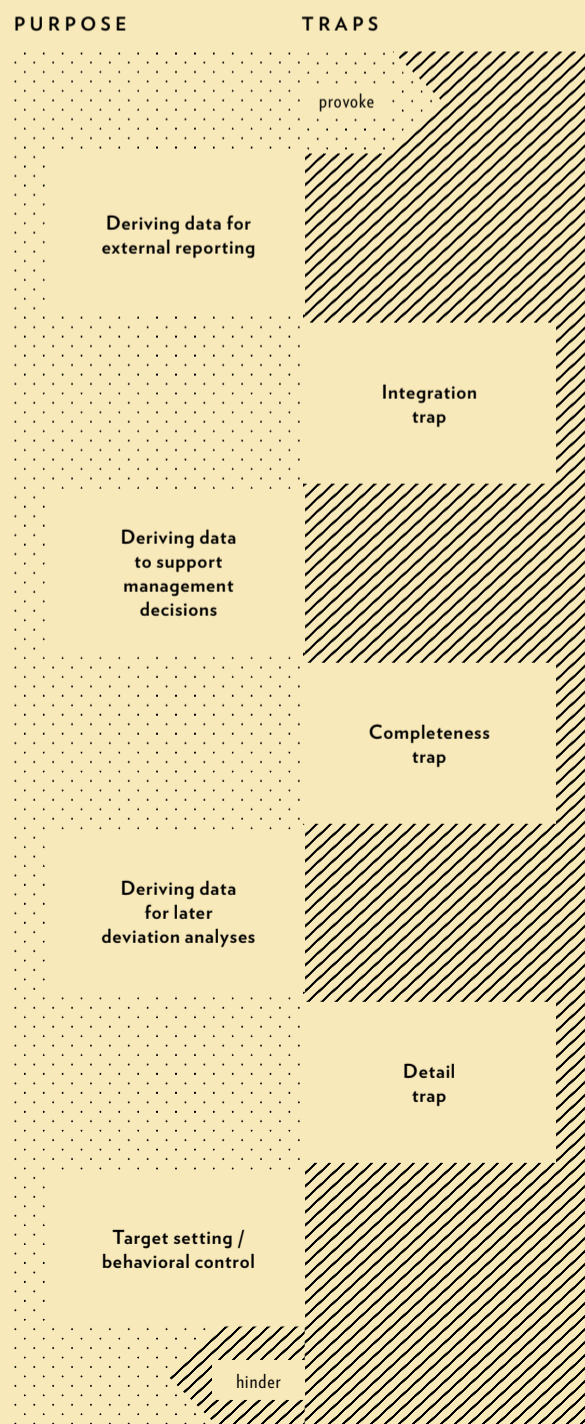 PURPOSE
TRAPS
provoke
Deriving data for
external reporting
Integration
trap
Deriving data
to support
management
decisions
Completeness
trap
Deriving data
for later
deviation analyses
Detail
trap
Target setting /
behavioral control
hinder